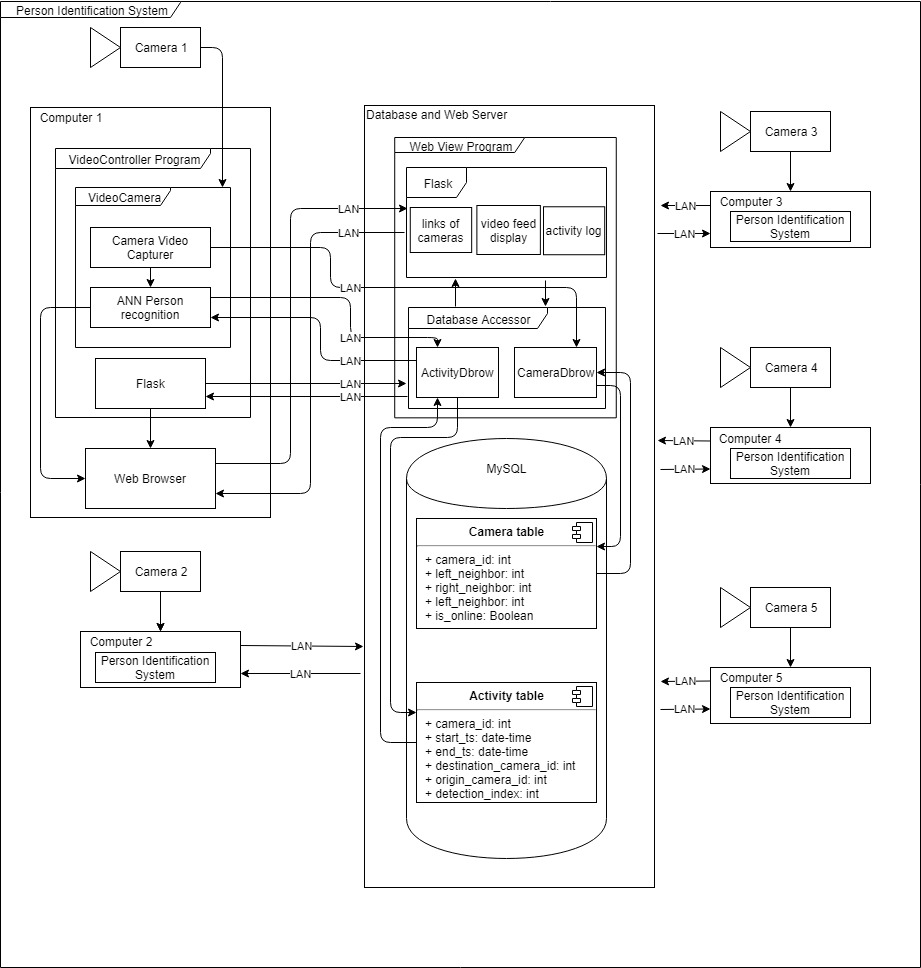 Person Identification System
Camera 1
Computer 1
VideoController Program
VideoCamera
Camera Video
Capturer
ANN Person
recognition
Flask
Web Browser
Camera 2
Computer 2
Person Identification
System
LAN
LAN
LAN
LAN
LAN
LAN
LAN
LAN
LAN
Database and Web Server
Web View Program
Flask
links of
cameras
video feed
display
activity log
Database Accessor
ActivityDbrow
CameraDbrow
MySQL
Camera table
+ camera_id: int
+ left_neighbor: int
+ right_neighbor: int
+ left_neighbor: int
+ is_online: Boolean
Activity table
+ camera_id: int
+ start_ts: date-time
+ end_ts: date-time
+ destination_camera_id: int
+ origin_camera_id: int
+ detection_index: int
Camera 3
LAN
LAN
Computer 3
Person Identification
System
Camera 4
LAN
LAN
Computer 4
Person Identification
System
Camera 5
LAN
LAN
Computer 5
Person Identification
System